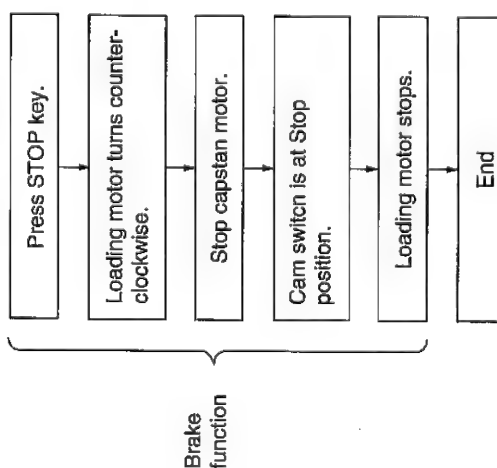 Press STOP key.
Loading motor turns counter-
clockwise.
Stop capstan motor.
Cam switcn is at Stop
position.
Loading motor stops.
End
Brake
function